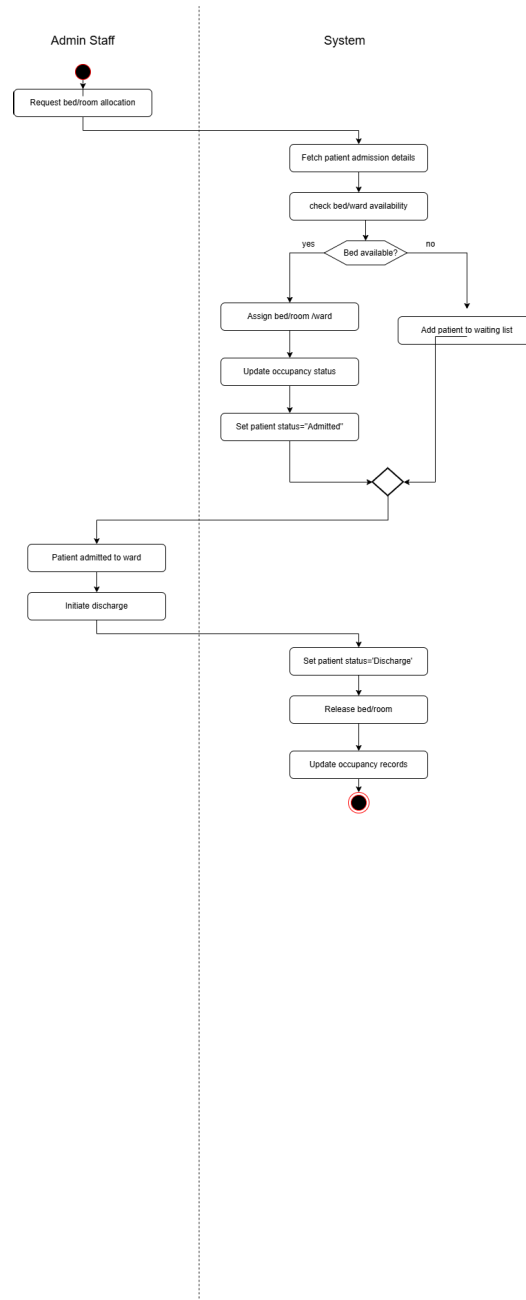 Admin Staff
System
Request bed/room allocation
Fetch patient admission details
check bed/ward availability
yes
Bed available?
no
Assign bed/room /ward
Add patient to waiting list
Update occupancy status
Set patient status="Admitted"
Patient admitted to ward
Initiate discharge
Set patient status='Discharge'
Release bed/room
Update occupancy records